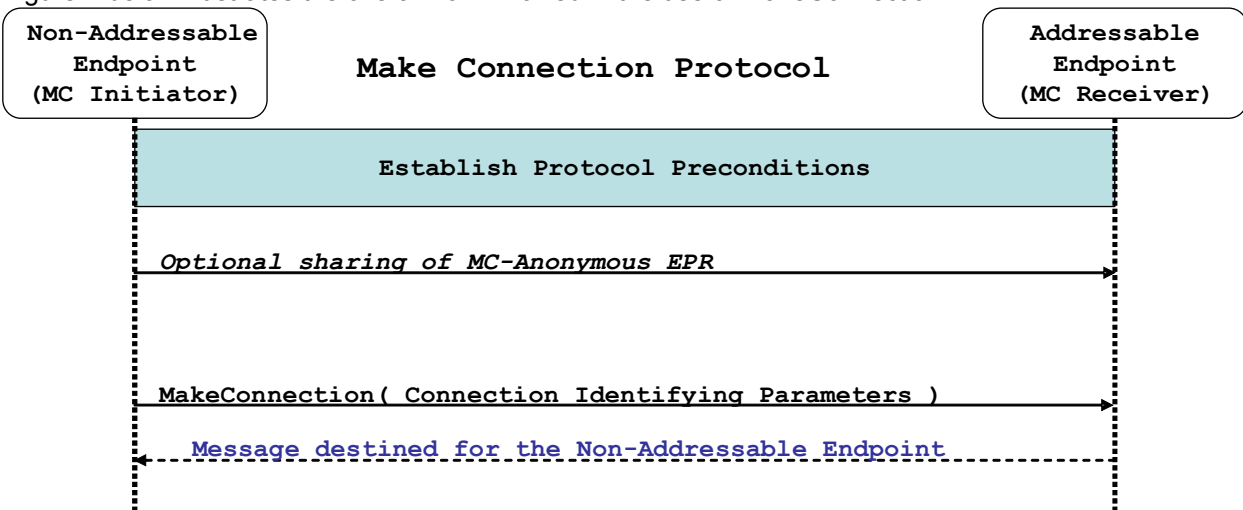 Non-Addressable
Endpoint
(MC Initiator)
Make Connection Protocol
Addressable
Endpoint
(MC Receiver)
Establish Protocol Preconditions
Optional sharing of MC-Anonymous EPR
MakeConnection( Connection Identifying Parameters )
Message destined for the Non-Addressable Endpoint